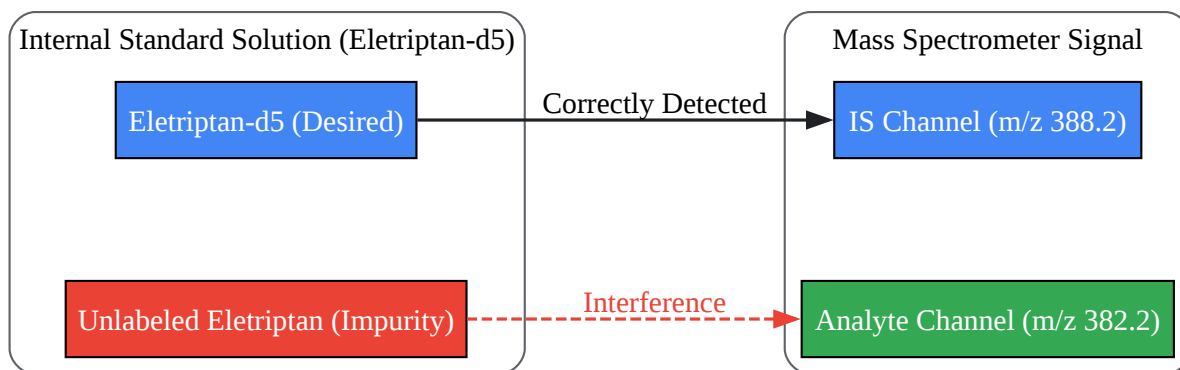 Internal Standard Solution (Eletriptan-d5)
Mass Spectrometer Signal
Eletriptan-d5 (Desired)
Correctly Detected
IS Channel (m/z 388.2)
Unlabeled Eletriptan (Impurity)
Interference
Analyte Channel (m/z 382.2)